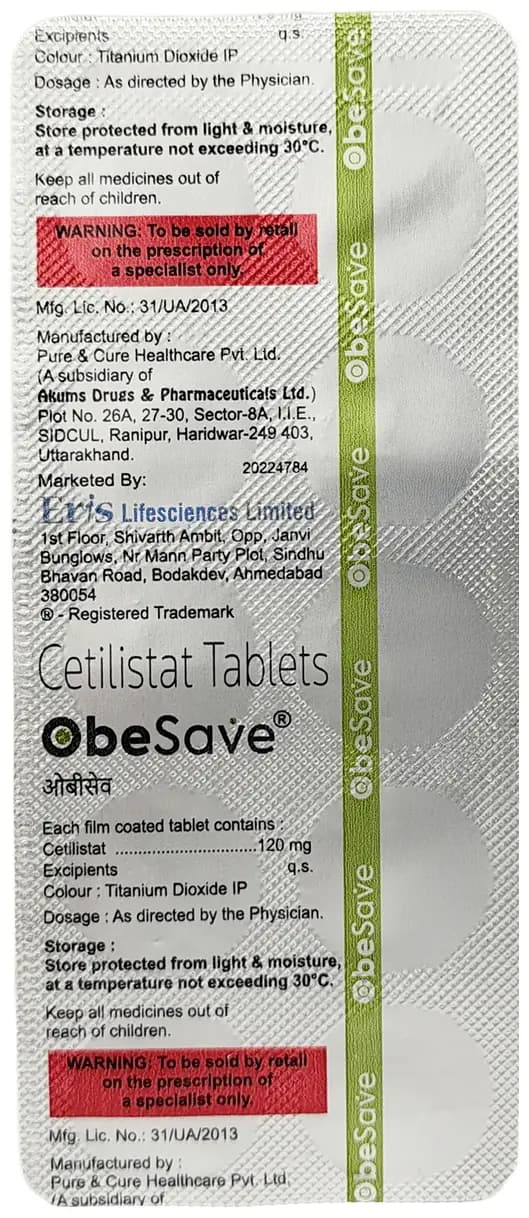 Excipients q.s.
Colour : Titanium Dioxide IP
Dosage : As directed by the Physician.
Storage :
Store protected from light & moisture,
at a temperature not exceeding 30°C.
Keep all medicines out of
reach of children.
WARNING: To be sold by retail
on the prescription of
a specialist only.
Mfg. Lic. No.: 31/UA/2013
Manufactured by :
Pure & Cure Healthcare Pvt. Ltd.
(A subsidiary of
Akums Drugs & Pharmaceuticals Ltd.)
Plot No. 26A, 27-30, Sector-8A, I.I.E.,
SIDCUL, Ranipur, Haridwar-249 403,
Uttarakhand.
20224784
Marketed By:
Eris Lifesciences Limited
1st Floor, Shivarth Ambit, Opp, Janvi
Bunglows, Nr Mann Party Plot, Sindhu
Bhavan Road, Bodakdev, Ahmedabad
380054
® - Registered Trademark
Cetilistat Tablets
ObeSave®
ओबीसेव
Each film coated tablet contains :
Cetilistat ..............................120 mg
Excipients q.s.
Colour : Titanium Dioxide IP
Dosage : As directed by the Physician.
Storage :
Store protected from light & moisture,
at a temperature not exceeding 30°C.
Keep all medicines out of
reach of children.
WARNING: To be sold by retail
on the prescription of
a specialist only.
Mfg. Lic. No.: 31/UA/2013
Manufactured by :
Pure & Cure Healthcare Pvt. Ltd.
(A subsidiary of
ObeSave
ObeSave
ObeSave
ObeSave
ObeSave
ObeSave